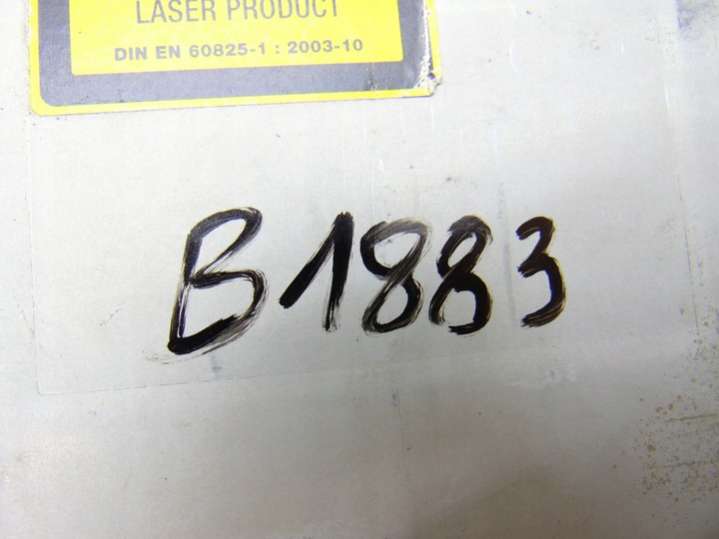 LASER PRODUCT
DIN EN 60825-1 : 2003-10
B1883